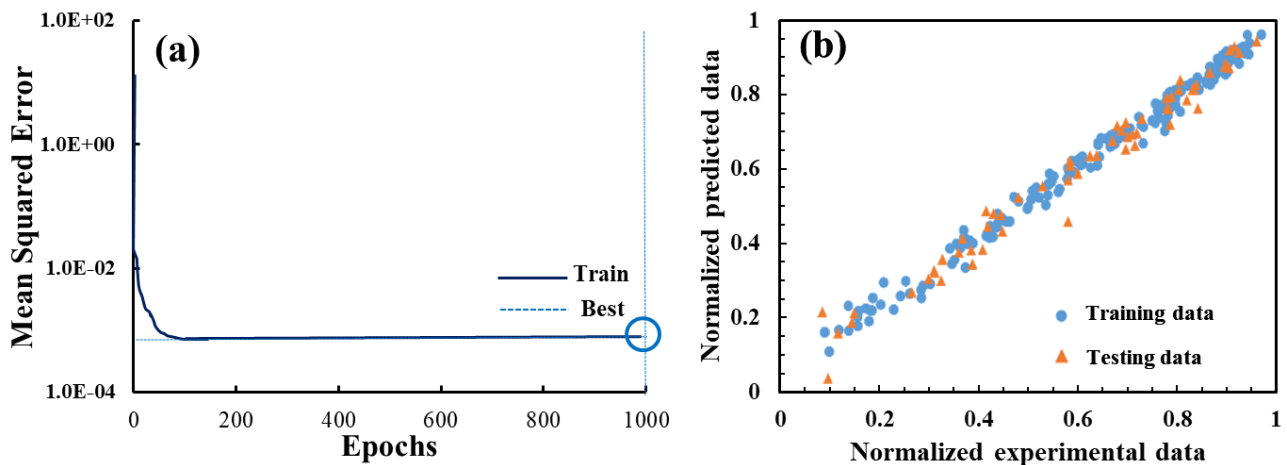 (a)
Mean Squared Error
1.0E+02
1.0E+00
1.0E−02
1.0E−04
Train
Best
0 200 400 600 800 1000
Epochs
(b)
Normalized predicted data
1
0.8
0.6
0.4
0.2
0
Training data
Testing data
0 0.2 0.4 0.6 0.8 1
Normalized experimental data